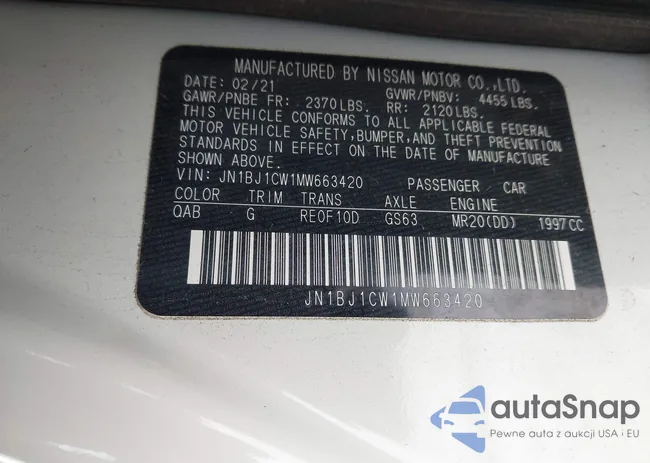 MANUFACTURED BY NISSAN MOTOR CO.,LTD.
DATE: 02/21 GVWR/PNBV: 4455 LBS.
GAWR/PNBE FR: 2370 LBS. RR: 2120 LBS.
THIS VEHICLE CONFORMS TO ALL APPLICABLE FEDERAL
MOTOR VEHICLE SAFETY, BUMPER, AND THEFT PREVENTION
STANDARDS IN EFFECT ON THE DATE OF MANUFACTURE
SHOWN ABOVE.
VIN: JN1BJ1CW1MW663420 PASSENGER CAR
COLOR TRIM TRANS AXLE ENGINE
QAB G RE0F10D GS63 MR20(DD) 1997 CC
JN1BJ1CW1MW663420
autaSnap
Pewne auta z aukcji USA i EU